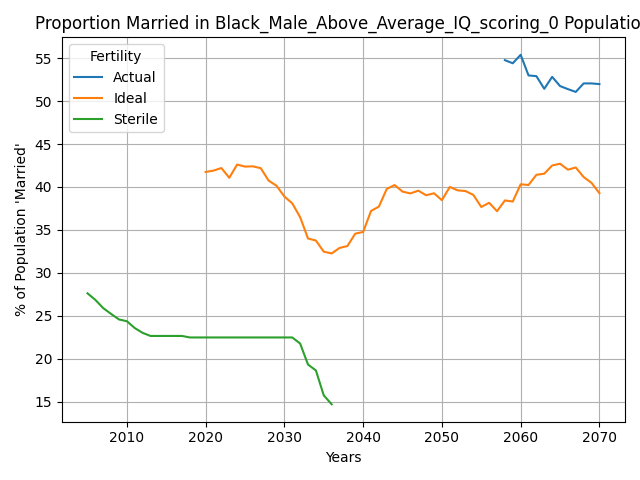 Proportion Married in Black_Male_Above_Average_IQ_scoring_0 Populatio
% of Population 'Married'
55
50
45
40
35
30
25
20
15
Fertility
Actual
Ideal
Sterile
2010 2020 2030 2040 2050 2060 2070
Years